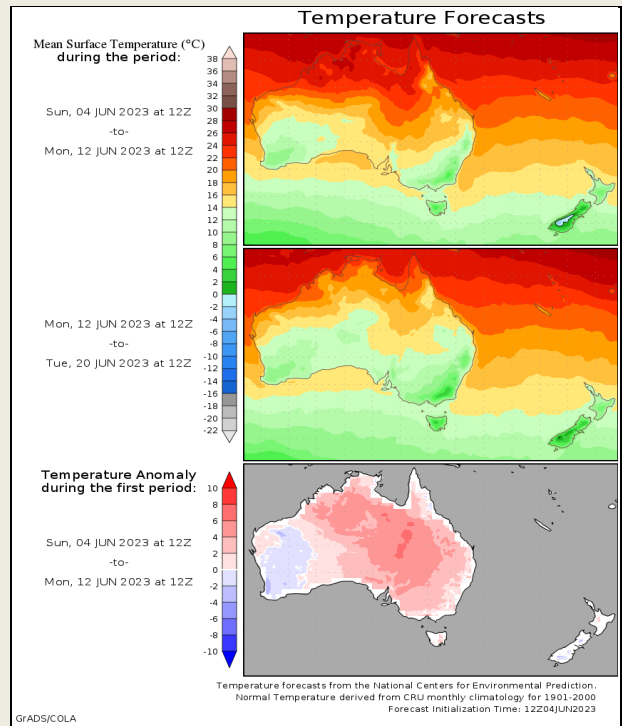 Temperature Forecasts
Mean Surface Temperature (°C)
during the period:
Sun, 04 JUN 2023 at 12Z
-to-
Mon, 12 JUN 2023 at 12Z
38
36
34
32
30
28
26
24
22
20
18
16
14
12
10
8
6
4
2
0
-2
-4
-6
-8
-10
-12
-14
-16
-18
-20
-22
Mon, 12 JUN 2023 at 12Z
-to-
Tue, 20 JUN 2023 at 12Z
Temperature Anomaly
during the first period:
Sun, 04 JUN 2023 at 12Z
-to-
Mon, 12 JUN 2023 at 12Z
10
8
6
4
2
0
-2
-4
-6
-8
-10
Temperature forecasts from the National Centers for Environmental Prediction.
Normal Temperature derived from CRU monthly climatology for 1901-2000
Forecast Initialization Time: 12Z04JUN2023
GrADS/COLA